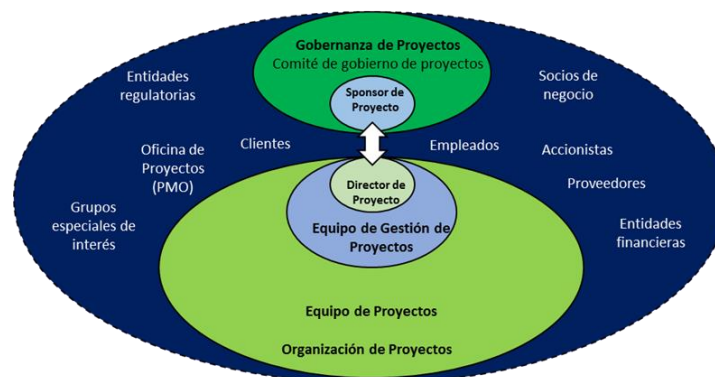 Gobernanza de Proyectos
Comité de gobierno de proyectos
Sponsor de
Proyecto
Entidades
regulatorias
Socios de
negocio
Clientes
Empleados
Accionistas
Oficina de
Proyectos
(PMO)
Director de
Proyecto
Proveedores
Grupos
especiales de
interés
Equipo de Gestión de
Proyectos
Entidades
financieras
Equipo de Proyectos
Organización de Proyectos